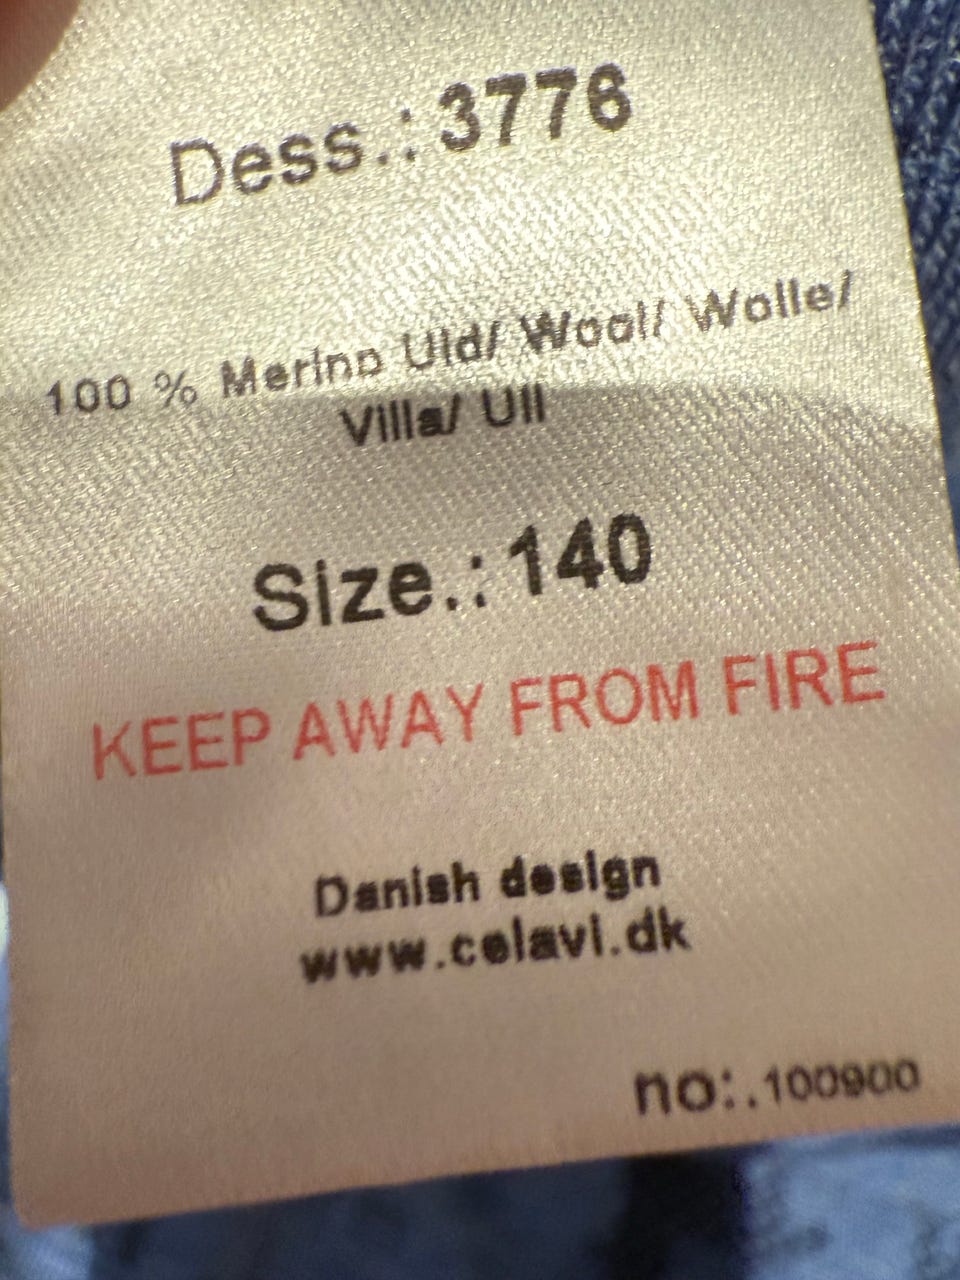 Dess.: 3776
100 % Merino Uld/ Wool/ Wolle/
Villa/ Ull
Size.: 140
KEEP AWAY FROM FIRE
Danish design
www.celavi.dk
no:.100900